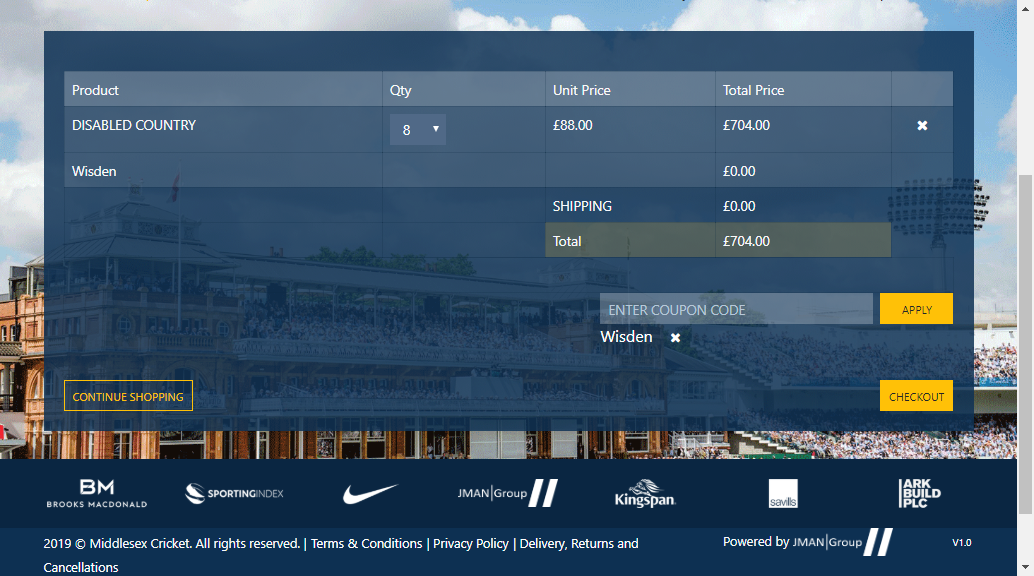 Product Qty Unit Price Total Price
DISABLED COUNTRY 8 £88.00 £704.00
Wisden £0.00
SHIPPING £0.00
Total £704.00
ENTER COUPON CODE APPLY
Wisden
CONTINUE SHOPPING CHECKOUT
BM
BROOKS MACDONALD
SPORTINGINDEX
JMAN|Group
Kingspan.
savills
ARK
BUILD
PLC
2019 © Middlesex Cricket. All rights reserved. | Terms & Conditions | Privacy Policy | Delivery, Returns and
Cancellations
Powered by JMAN|Group
V1.0